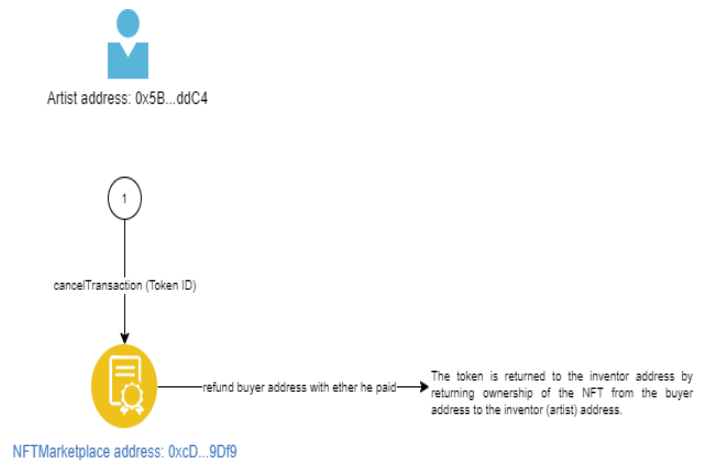 Artist address: 0x5B...ddC4
1
cancelTransaction (Token ID)
refund buyer address with ether he paid
The token is returned to the inventor address by
returning ownership of the NFT from the buyer
address to the inventor (artist) address.
NFTMarketplace address: 0xcD...9Df9